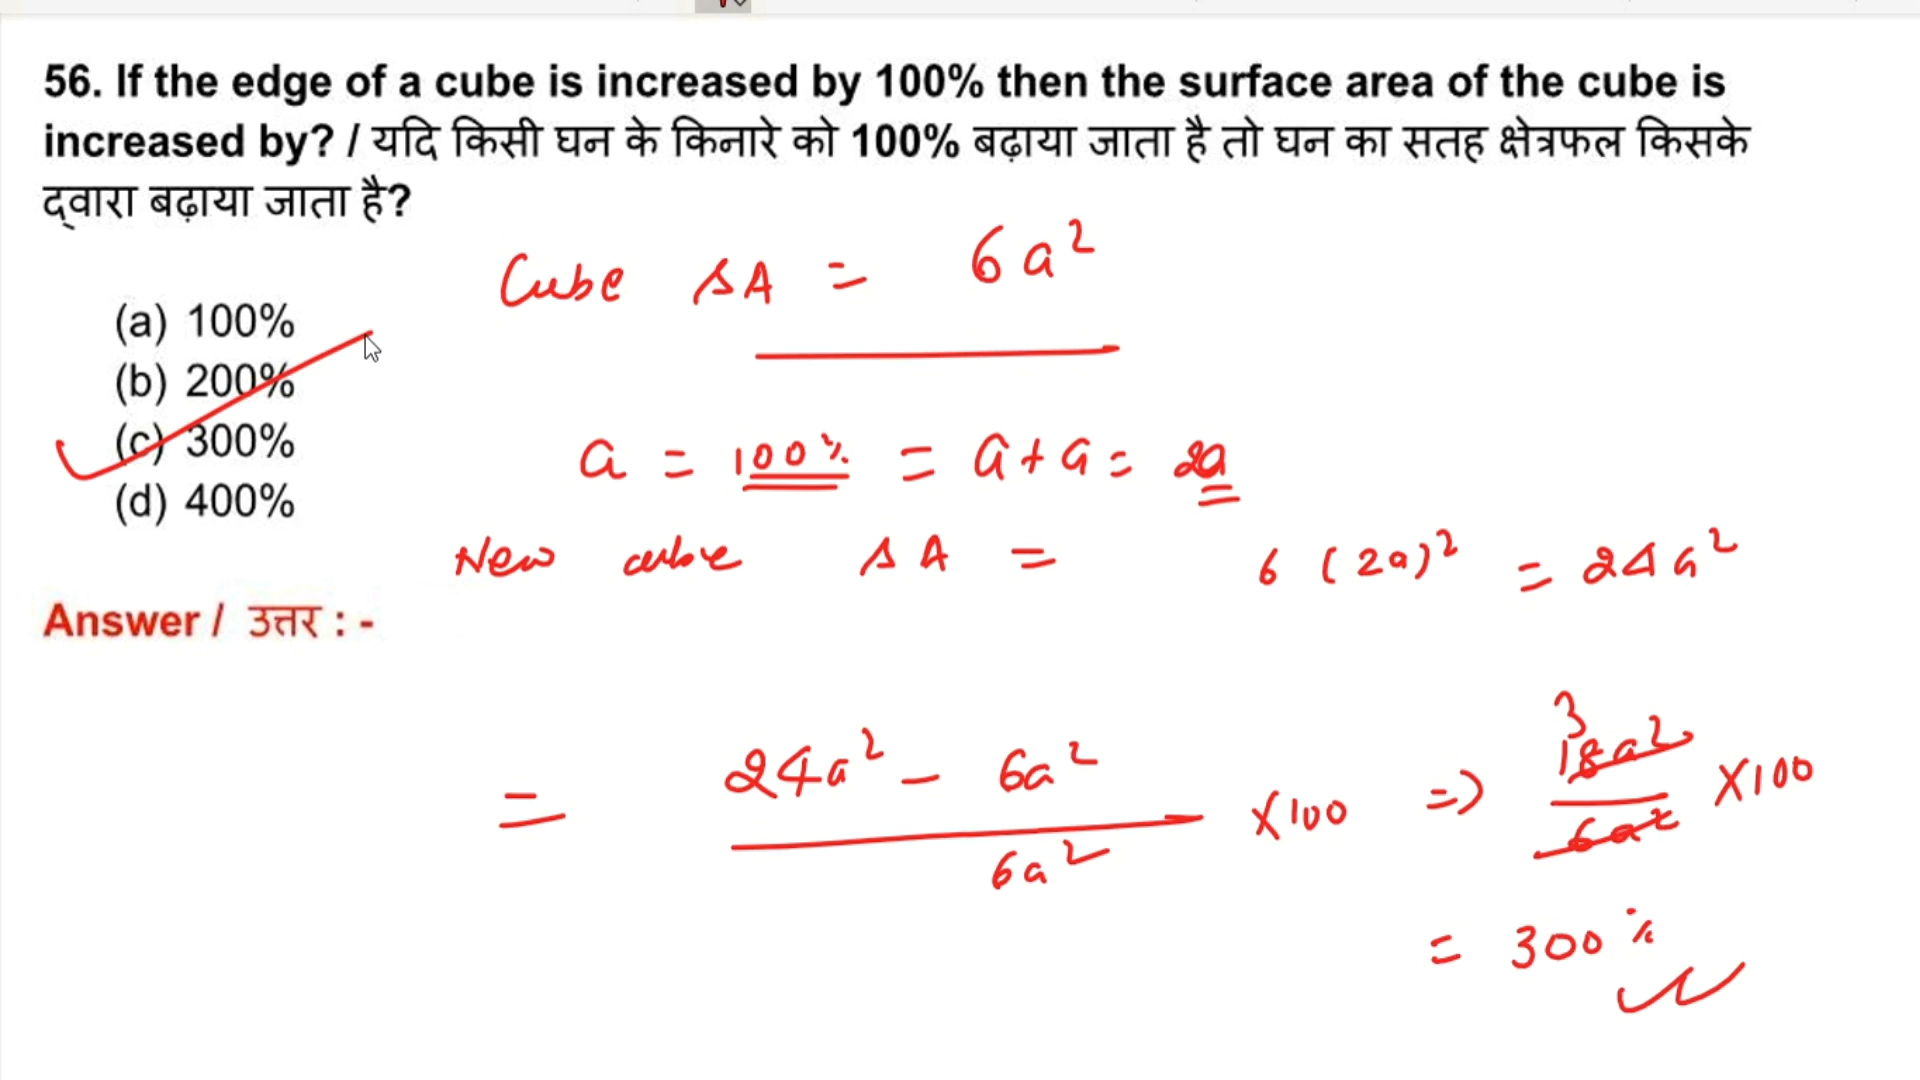 56. If the edge of a cube is increased by 100% then the surface area of the cube is
increased by? / यदि किसी घन के किनारे को 100% बढ़ाया जाता है तो घन का सतह क्षेत्रफल किसके
द्वारा बढ़ाया जाता है?
Cube SA = 6a²
(a) 100%
(b) 200%
(c) 300%
(d) 400%
a = 100% = a + a = 2a
New cube SA = 6 (2a)² = 24a²
Answer / उत्तर : -
= 24a² - 6a² / 6a² X100 => 3 18a² / 6a² X100
= 300%